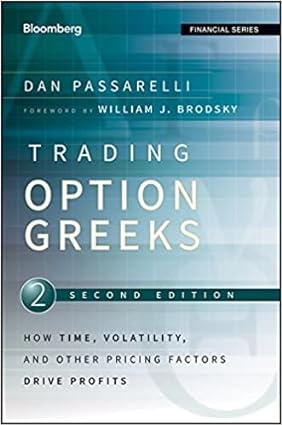 Bloomberg
FINANCIAL SERIES
DAN PASSARELLI
FOREWORD BY WILLIAM J. BRODSKY
TRADING
OPTION
GREEKS
2 SECOND EDITION
HOW TIME, VOLATILITY,
AND OTHER PRICING FACTORS
DRIVE PROFITS